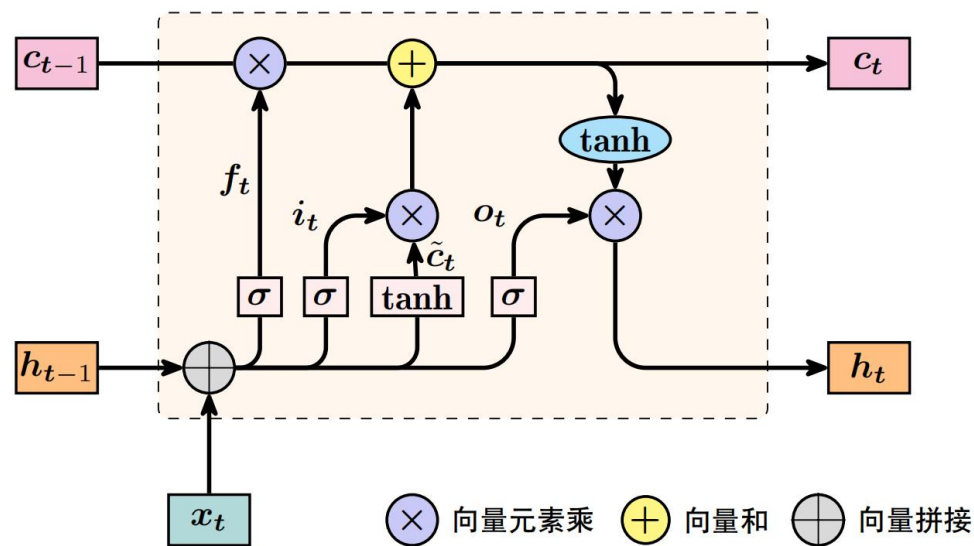 c_{t-1}
×
+
c_t
tanh
f_t
i_t
×
o_t
×
\tilde{c}_t
σ
σ
tanh
σ
h_{t-1}
h_t
x_t
× 向量元素乘
+ 向量和
向量拼接